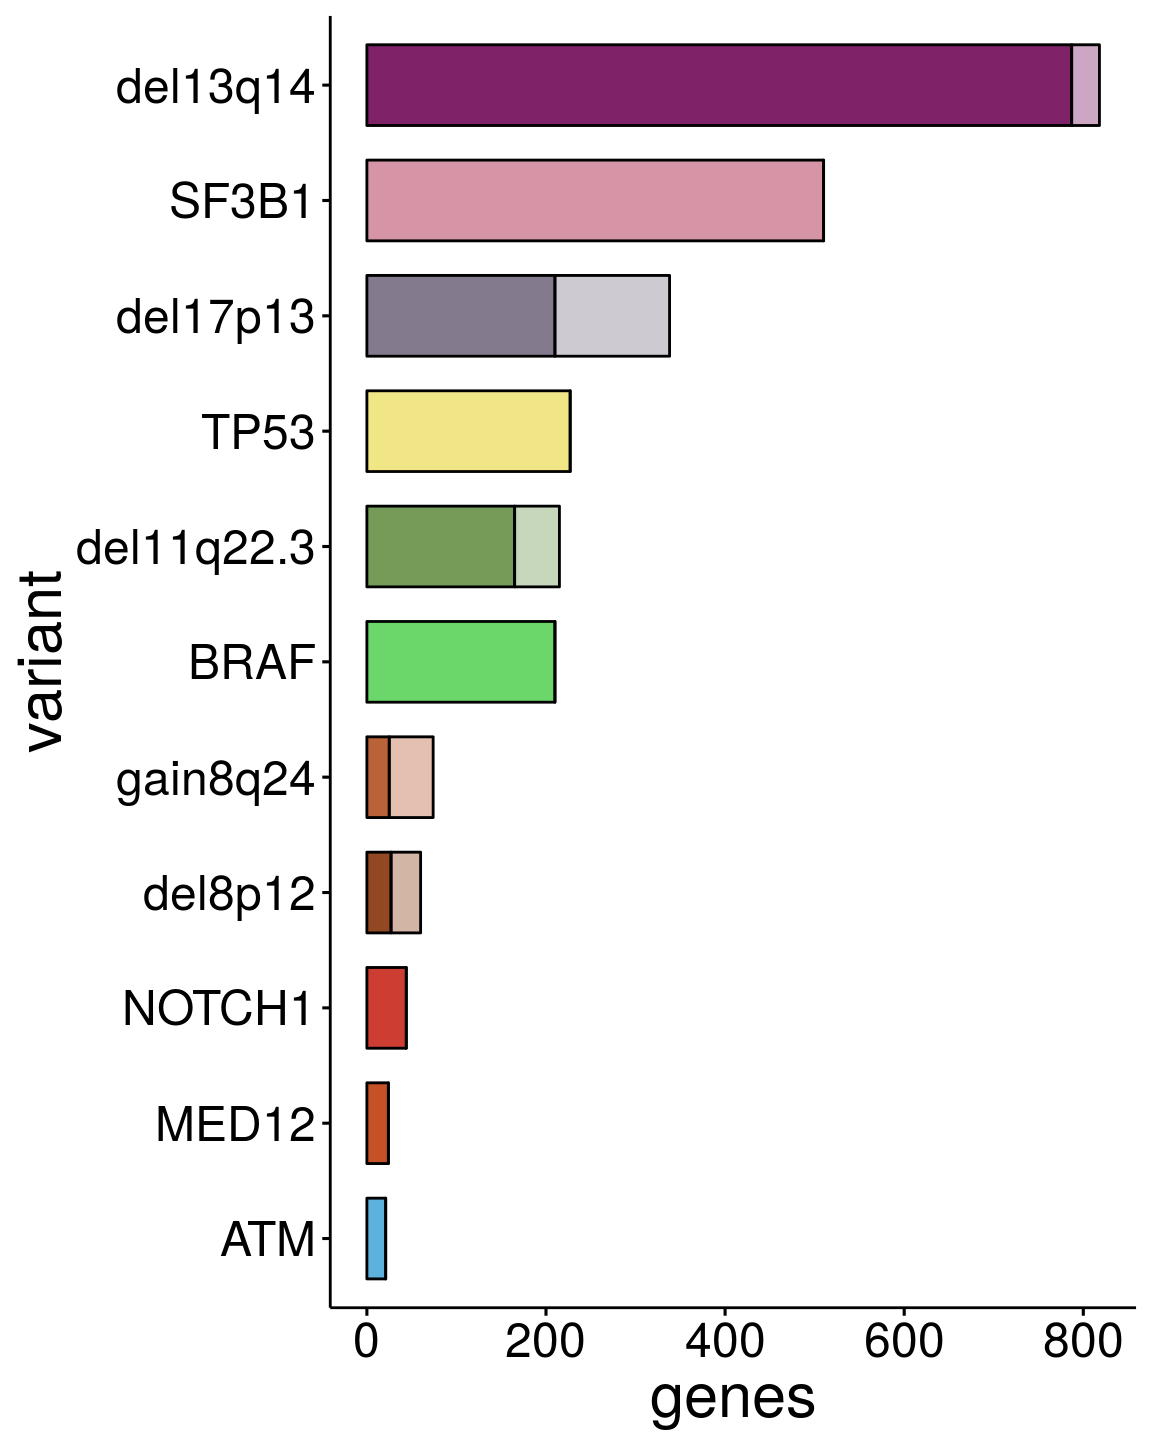 del13q14
SF3B1
del17p13
TP53
del11q22.3
BRAF
gain8q24
del8p12
NOTCH1
MED12
ATM
variant
0 200 400 600 800
genes